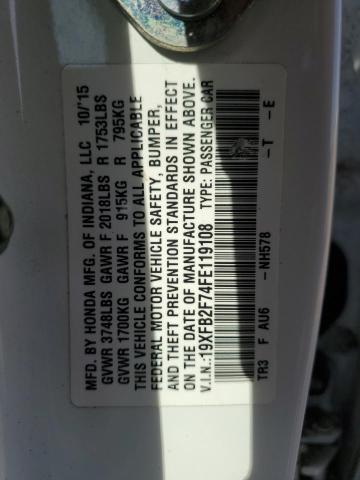 MFD. BY HONDA MFG. OF INDIANA, LLC 10/'15
GVWR 3748LBS GAWR F 2018LBS R 1753LBS
GVWR 1700KG GAWR F 915KG R 795KG
THIS VEHICLE CONFORMS TO ALL APPLICABLE
FEDERAL MOTOR VEHICLE SAFETY, BUMPER,
AND THEFT PREVENTION STANDARDS IN EFFECT
ON THE DATE OF MANUFACTURE SHOWN ABOVE.
V.I.N.: 19XFB2F74FE119108 TYPE: PASSENGER CAR
TR3 F AU6 -NH578 -T -E